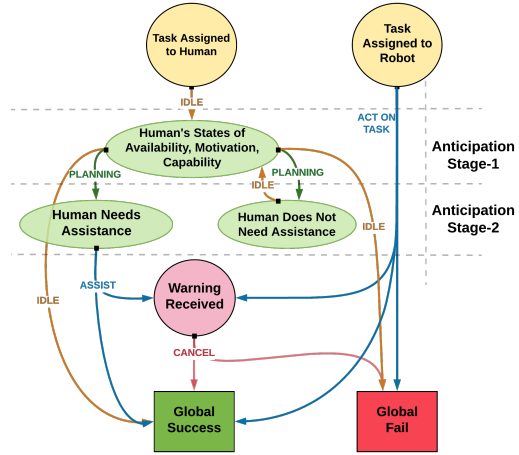 Task Assigned
to Human
Task
Assigned to
Robot
IDLE
ACT ON
TASK
Human's States of
Availability, Motivation,
Capability
Anticipation
Stage-1
PLANNING
PLANNING
IDLE
Human Needs
Assistance
Human Does Not
Need Assistance
Anticipation
Stage-2
IDLE
ASSIST
Warning
Received
IDLE
CANCEL
Global
Success
Global
Fail